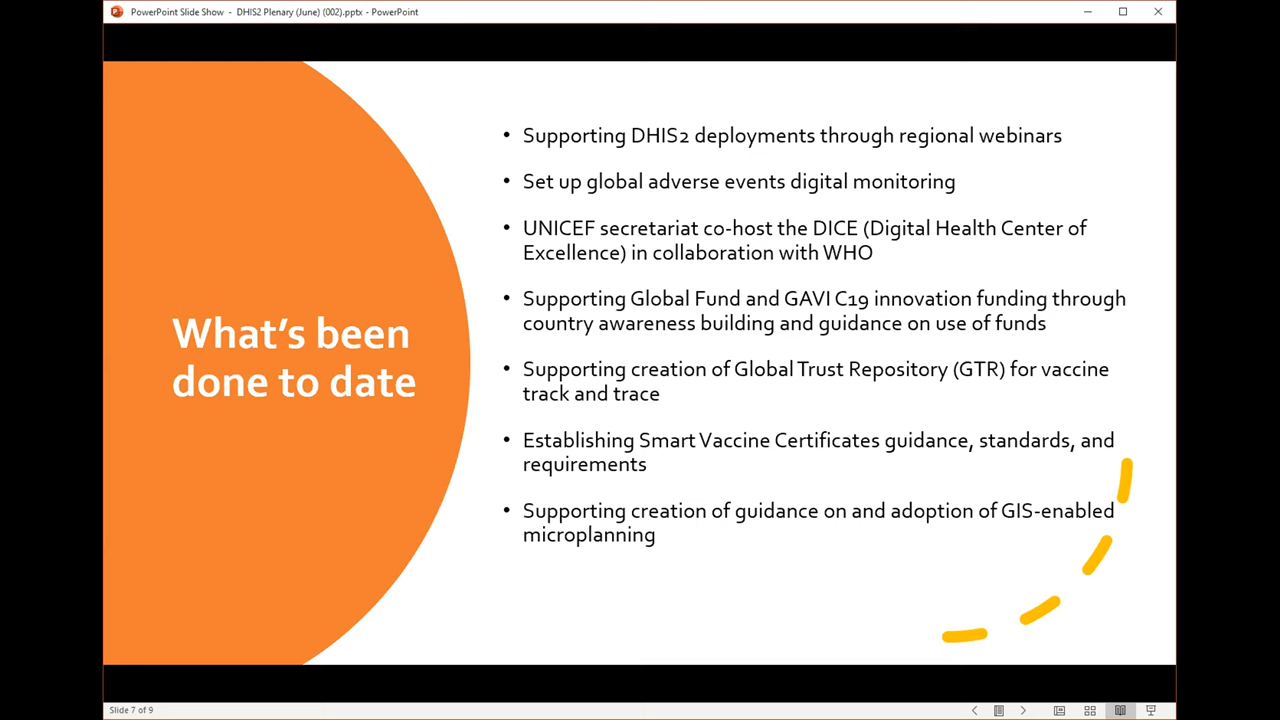 PowerPoint Slide Show - DHIS2 Plenary (June) (002).pptx - PowerPoint
What's been
done to date
• Supporting DHIS2 deployments through regional webinars
• Set up global adverse events digital monitoring
• UNICEF secretariat co-host the DICE (Digital Health Center of
Excellence) in collaboration with WHO
• Supporting Global Fund and GAVI C19 innovation funding through
country awareness building and guidance on use of funds
• Supporting creation of Global Trust Repository (GTR) for vaccine
track and trace
• Establishing Smart Vaccine Certificates guidance, standards, and
requirements
• Supporting creation of guidance on and adoption of GIS-enabled
microplanning
Slide 7 of 9